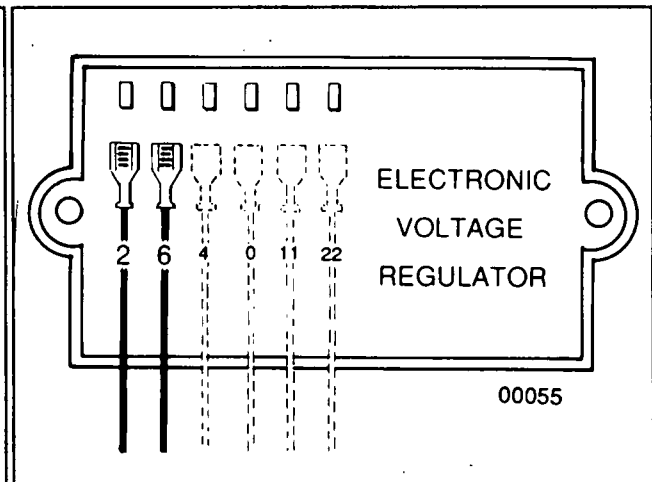 ELECTRONIC
VOLTAGE
REGULATOR
2 6 4 0 11 22
00055